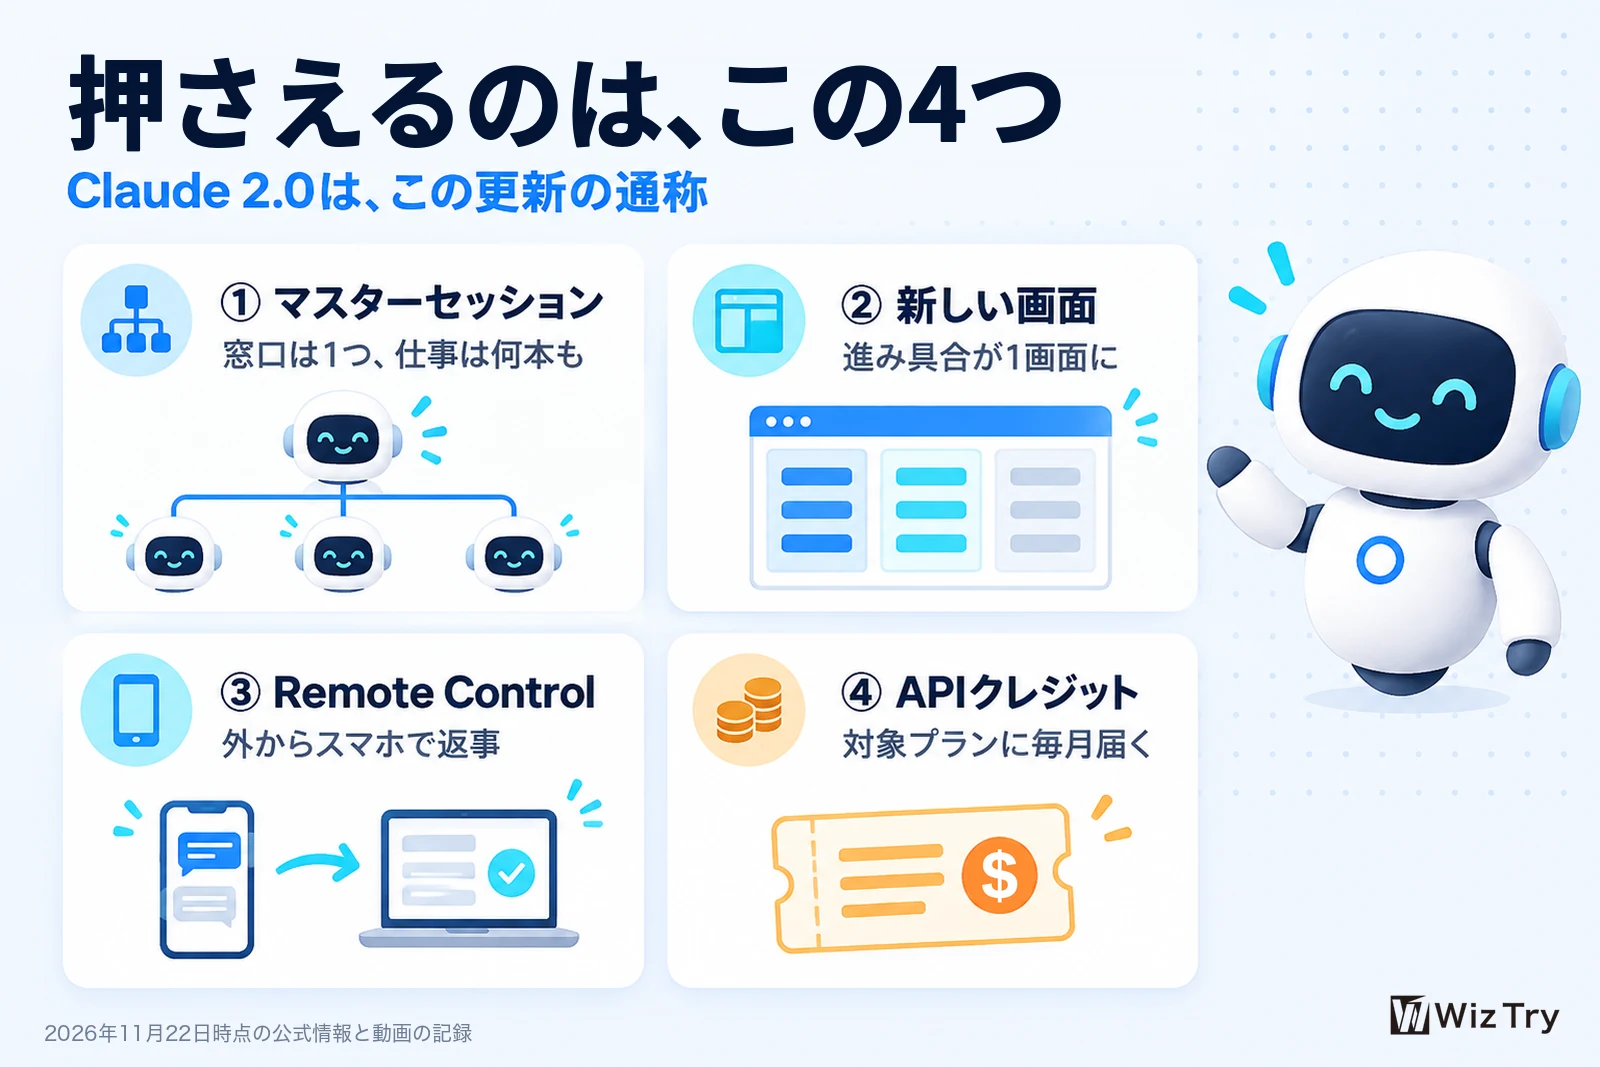 押さえるのは、この4つ
Claude 2.0は、この更新の通称
① マスターセッション
窓口は1つ、仕事は何本も
② 新しい画面
進み具合が1画面に
③ Remote Control
外からスマホで返事
④ APIクレジット
対象プランに毎月届く
$
2026年11月22日時点の公式情報と動画の記録
Wiz Try